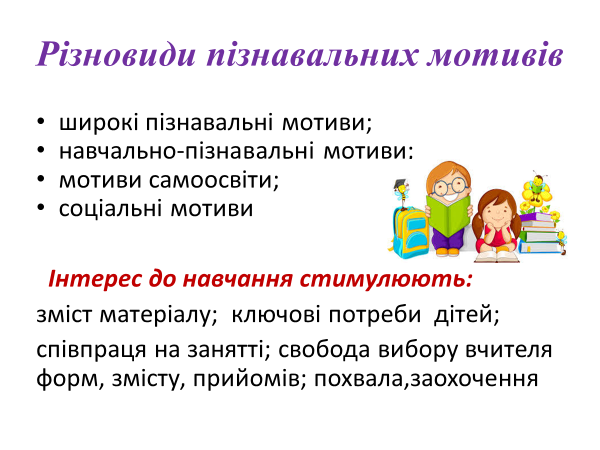 Різновиди пізнавальних мотивів
• широкі пізнавальні мотиви;
• навчально-пізнавальні мотиви:
• мотиви самоосвіти;
• соціальні мотиви
Інтерес до навчання стимулюють:
зміст матеріалу; ключові потреби дітей;
співпраця на занятті; свобода вибору вчителя
форм, змісту, прийомів; похвала,заохочення